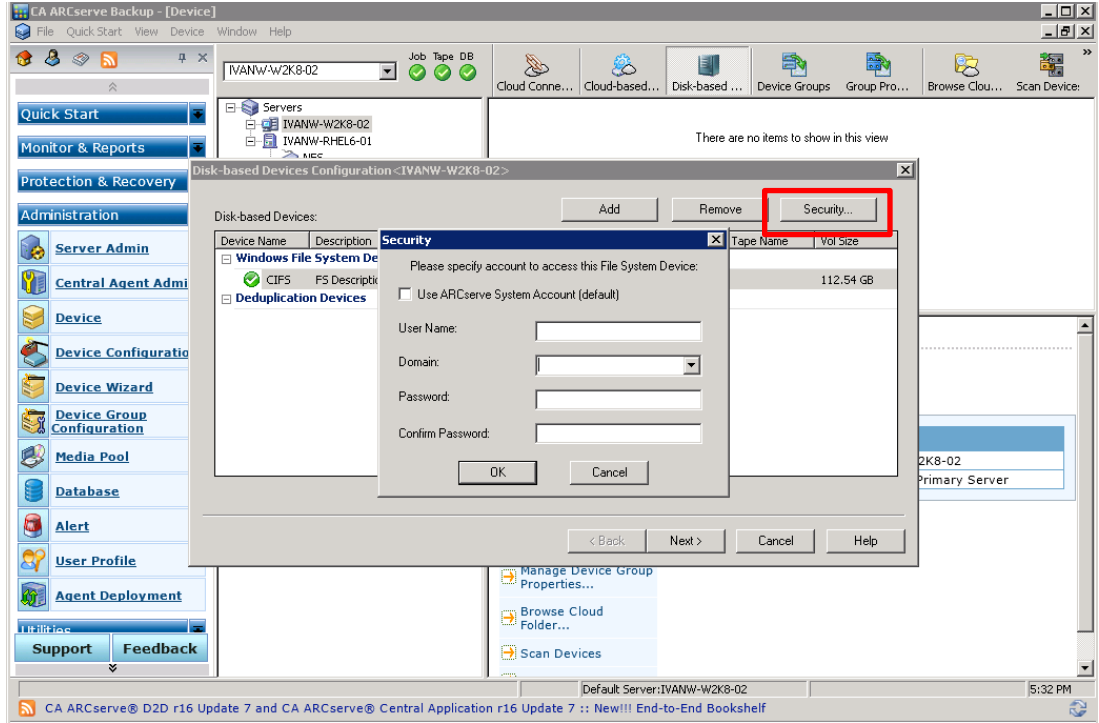 CA ARCserve Backup - [Device]
File Quick Start View Device Window Help
IVANW-W2K8-02
Job Tape DB
Cloud Conne... Cloud-based... Disk-based ... Device Groups Group Pro... Browse Clou... Scan Device:
»
Quick Start
Monitor & Reports
Protection & Recovery
Administration
Server Admin
Central Agent Admi
Device
Device Configuratio
Device Wizard
Device Group
Configuration
Media Pool
Database
Alert
User Profile
Agent Deployment
Utilities
Support Feedback
Servers
IVANW-W2K8-02
IVANW-RHEL6-01
NFS
There are no items to show in this view
Disk-based Devices Configuration<IVANW-W2K8-02>
Disk-based Devices:
Add Remove Security...
Device Name Description Tape Name Vol Size
Windows File System De
CIFS FS Descriptic 112.54 GB
Deduplication Devices
Security
Please specify account to access this File System Device:
Use ARCserve System Account (default)
User Name:
Domain:
Password:
Confirm Password:
OK Cancel
< Back Next > Cancel Help
2K8-02
Primary Server
Manage Device Group
Properties...
Browse Cloud
Folder...
Scan Devices
Default Server:IVANW-W2K8-02
5:32 PM
CA ARCserve® D2D r16 Update 7 and CA ARCserve® Central Application r16 Update 7 :: New!!! End-to-End Bookshelf